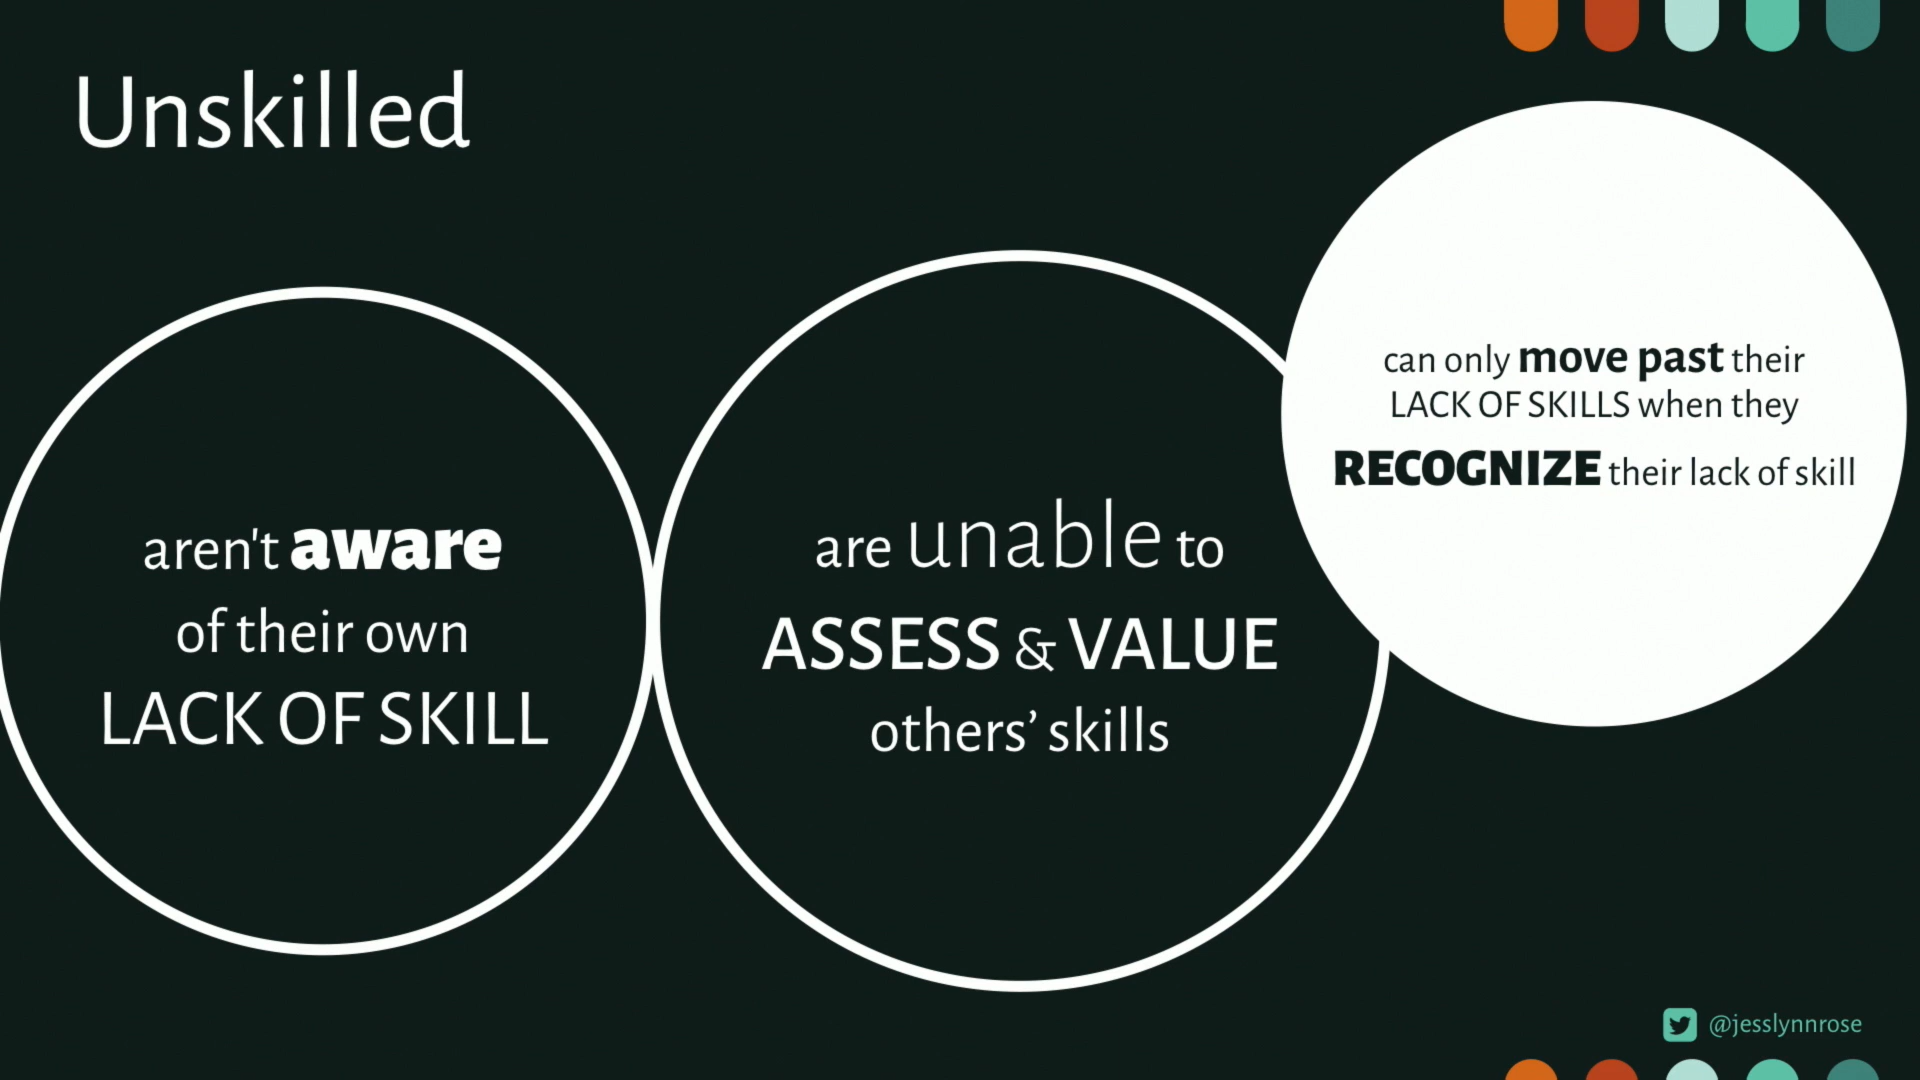 Unskilled
aren't aware
of their own
LACK OF SKILL
are unable to
ASSESS & VALUE
others’ skills
can only move past their
LACK OF SKILLS when they
RECOGNIZE their lack of skill
@jesslynnrose